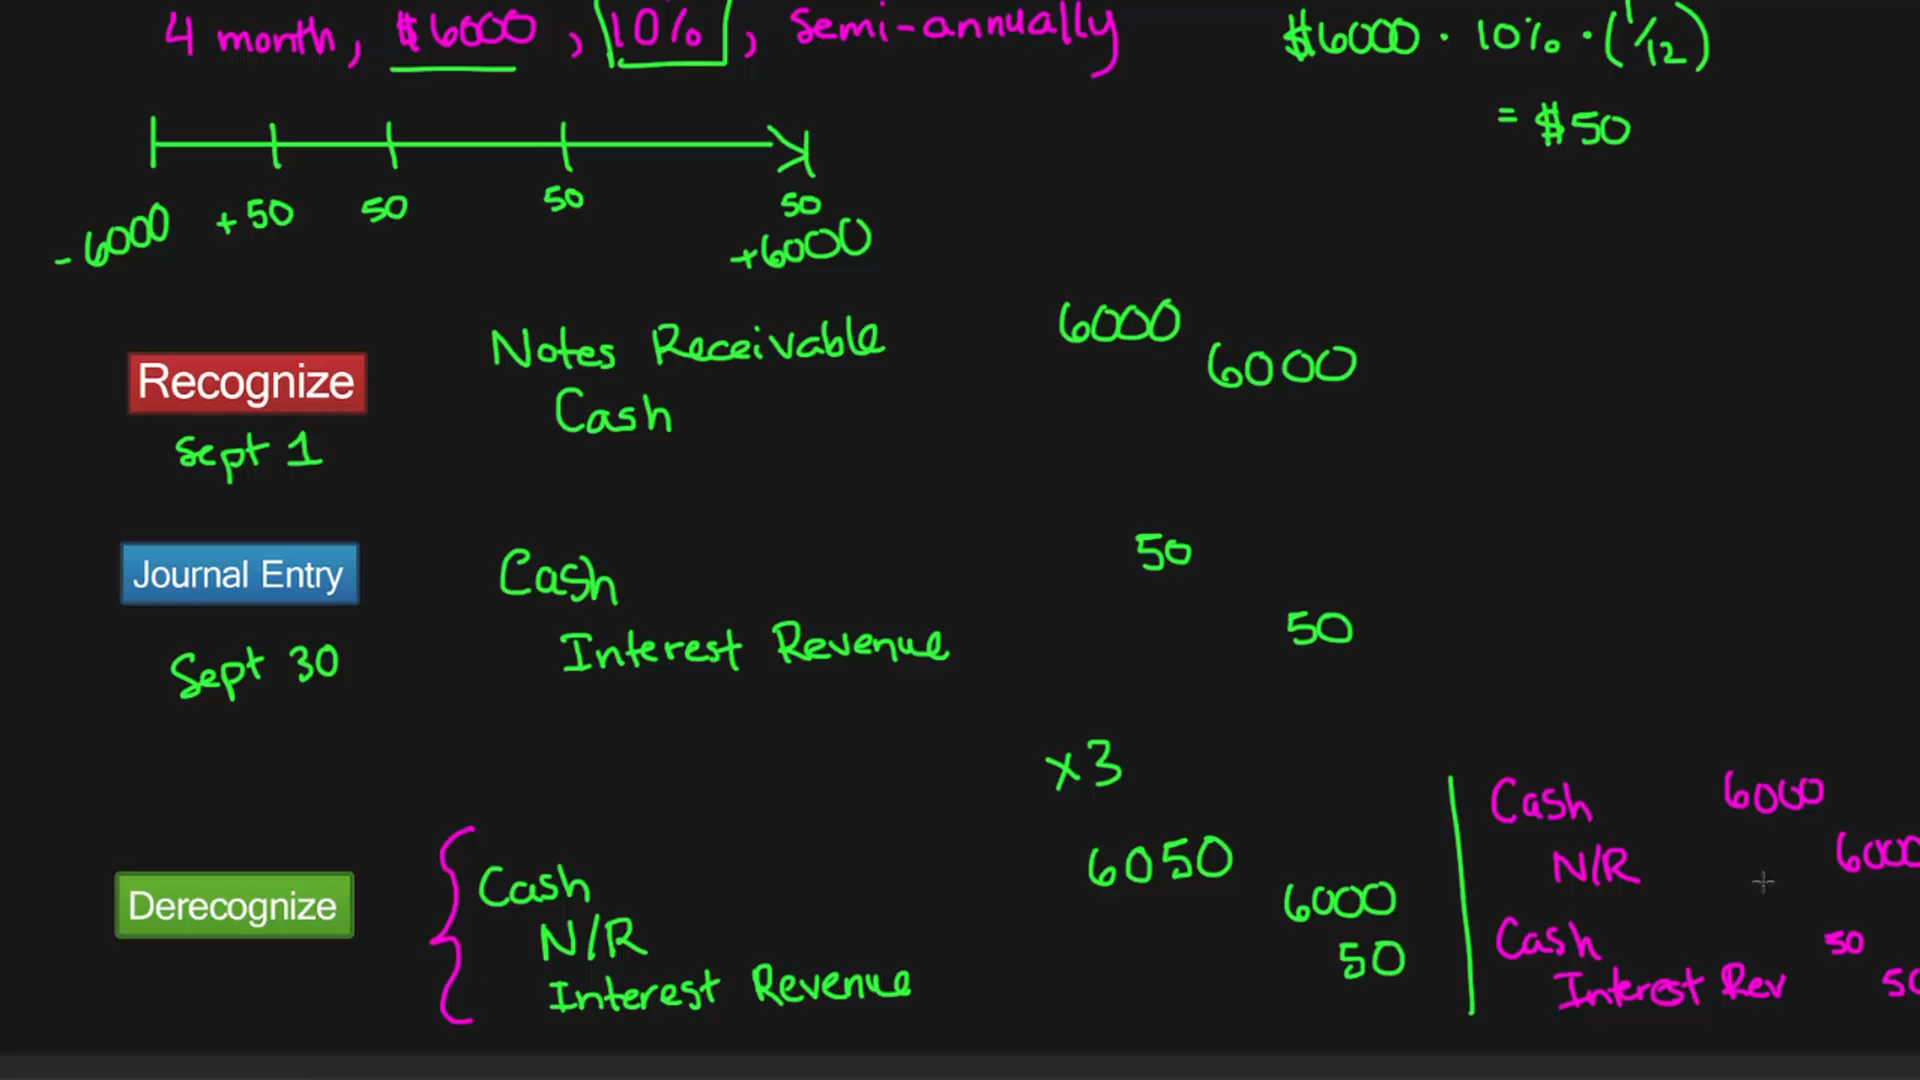 4 month, $6000, 10%, semi-annually
$6000 · 10% · (1/12)
= $50
-6000 +50 50 50 50
+6000
Recognize
Sept 1
Notes Receivable 6000
Cash 6000
Journal Entry
Sept 30
Cash 50
Interest Revenue 50
x3
Derecognize
Cash 6050
N/R 6000
Interest Revenue 50
Cash 6000
N/R 6000
Cash 50
Interest Rev 50